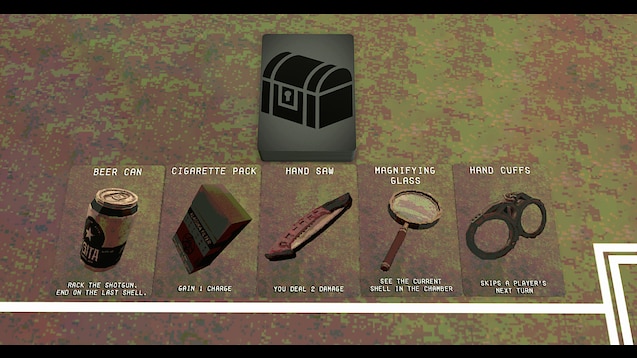 BEER CAN
RACK THE SHOTGUN.
END ON THE LAST SHELL.
CIGARETTE PACK
GAIN 1 CHARGE
HAND SAW
YOU DEAL 2 DAMAGE
MAGNIFYING
GLASS
SEE THE CURRENT
SHELL IN THE CHAMBER
HAND CUFFS
SKIPS A PLAYER'S
NEXT TURN